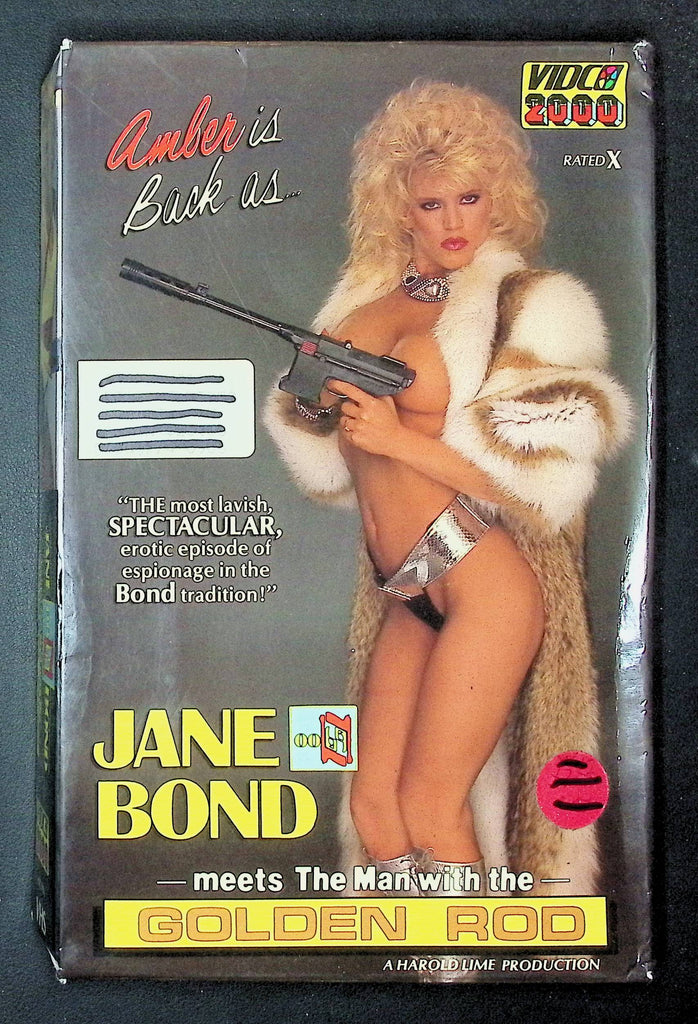 VIDCO
2000
RATED X
Amber is
Back as...
“THE most lavish,
SPECTACULAR,
erotic episode of
espionage in the
Bond tradition!”
JANE
BOND
— meets The Man with the —
GOLDEN ROD
A HAROLD LIME PRODUCTION